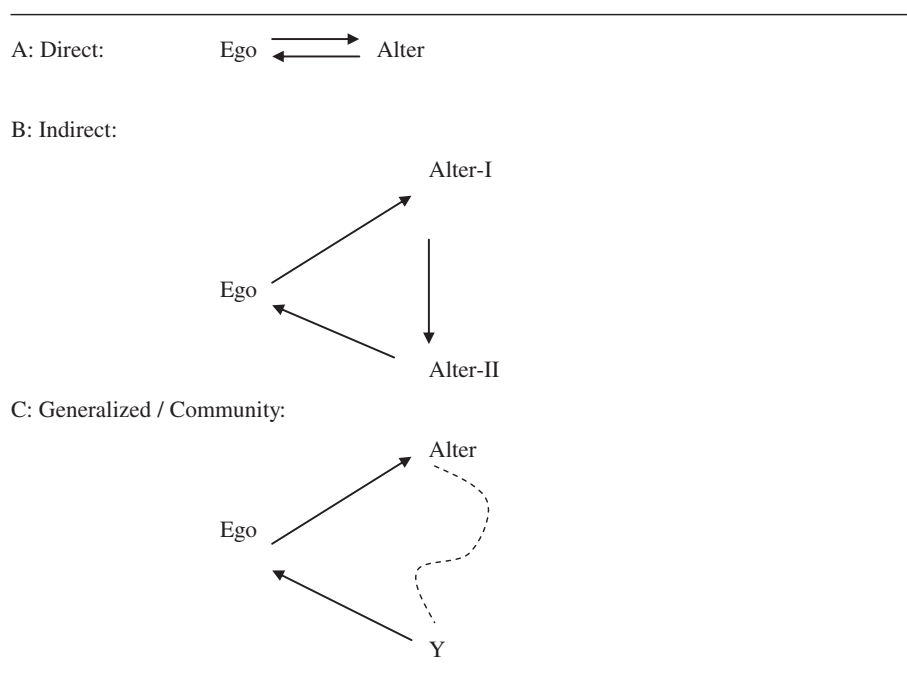 A: Direct: Ego Alter
B: Indirect:
Alter-I
Ego
Alter-II
C: Generalized / Community:
Alter
Ego
Y